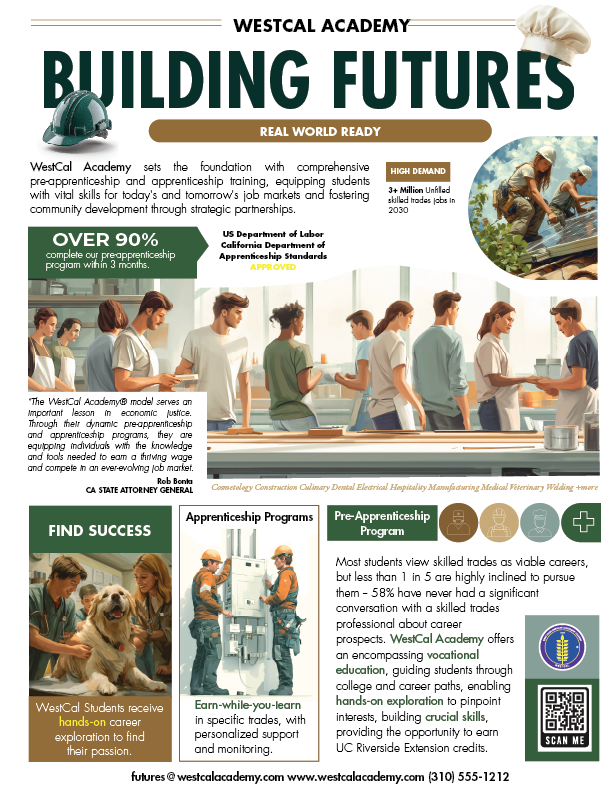 WESTCAL ACADEMY
BUILDING FUTURES
REAL WORLD READY
WestCal Academy sets the foundation with comprehensive
pre-apprenticeship and apprenticeship training, equipping students
with vital skills for today's and tomorrow's job markets and fostering
community development through strategic partnerships.
HIGH DEMAND
3+ Million Unfilled
skilled trades jobs in
2030
OVER 90%
complete our pre-apprenticeship
program within 3 months.
US Department of Labor
California Department of
Apprenticeship Standards
APPROVED
"The WestCal Academy® model serves an
important lesson in economic justice.
Through their dynamic pre-apprenticeship
and apprenticeship programs, they are
equipping individuals with the knowledge
and tools needed to earn a thriving wage
and compete in an ever-evolving job market.
Rob Bonta
CA STATE ATTORNEY GENERAL
Cosmetology Construction Culinary Dental Electrical Hospitality Manufacturing Medical Veterinary Welding +more
FIND SUCCESS
WestCal Students receive
hands-on career
exploration to find
their passion.
Apprenticeship Programs
Earn-while-you-learn
in specific trades, with
personalized support
and monitoring.
Pre-Apprenticeship
Program
Most students view skilled trades as viable careers,
but less than 1 in 5 are highly inclined to pursue
them – 58% have never had a significant
conversation with a skilled trades
professional about career
prospects. WestCal Academy offers
an encompassing vocational
education, guiding students through
college and career paths, enabling
hands-on exploration to pinpoint
interests, building crucial skills,
providing the opportunity to earn
UC Riverside Extension credits.
SCAN ME
futures@westcalacademy.com www.westcalacademy.com (310) 555-1212